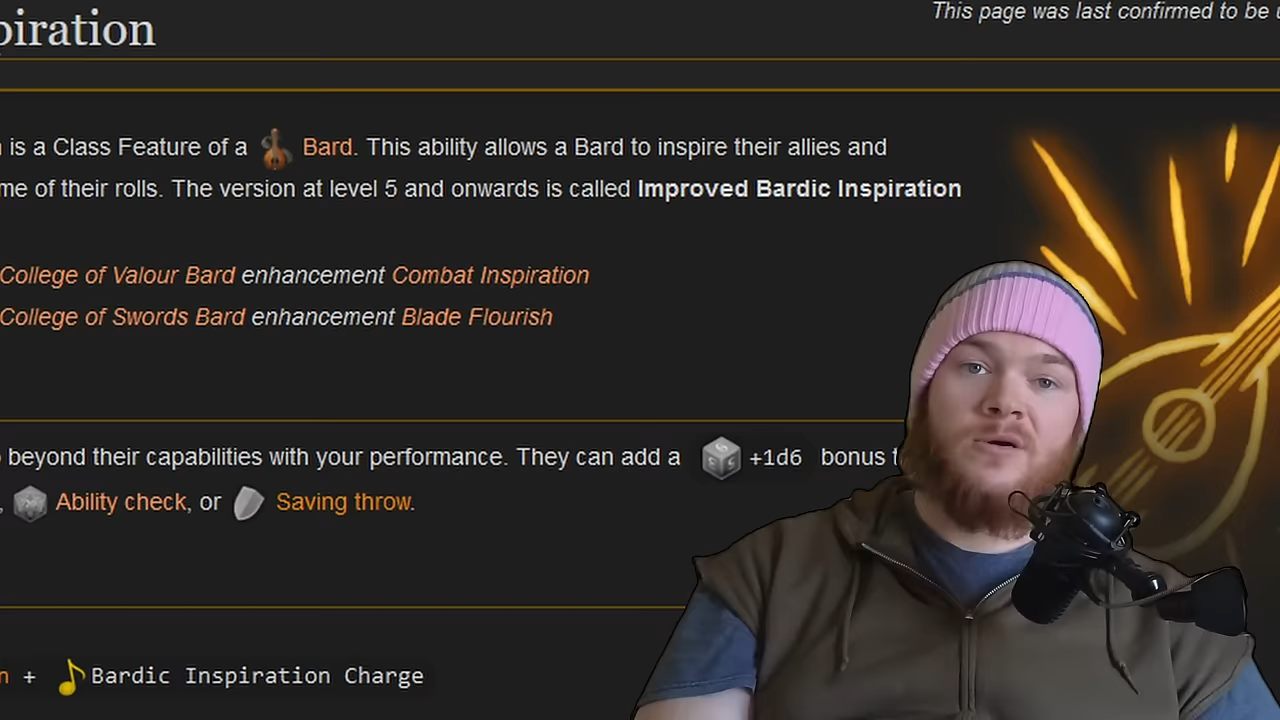 This page was last confirmed to be
is a Class Feature of a Bard. This ability allows a Bard to inspire their allies and
of their rolls. The version at level 5 and onwards is called Improved Bardic Inspiration
College of Valour Bard enhancement Combat Inspiration
College of Swords Bard enhancement Blade Flourish
beyond their capabilities with your performance. They can add a +1d6 bonus
, Ability check, or Saving throw.
+ Bardic Inspiration Charge